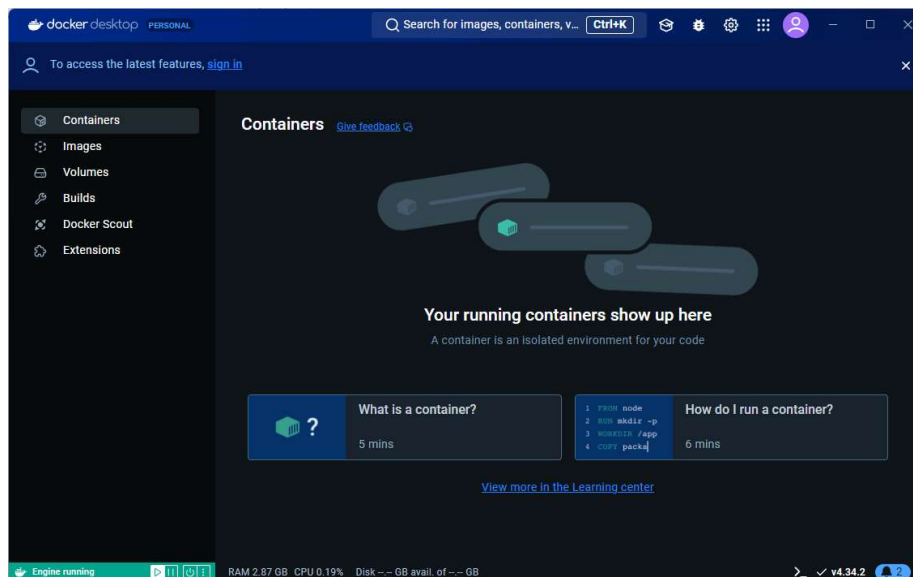 docker desktop PERSONAL
Search for images, containers, v... Ctrl+K
To access the latest features, sign in
Containers
Images
Volumes
Builds
Docker Scout
Extensions
Containers Give feedback
Your running containers show up here
A container is an isolated environment for your code
?
What is a container?
5 mins
1 FROM node
2 RUN mkdir -p
3 WORKDIR /app
4 COPY packa
How do I run a container?
6 mins
View more in the Learning center
Engine running
RAM 2.87 GB CPU 0.19% Disk --.-- GB avail. of --.-- GB
v4.34.2
2